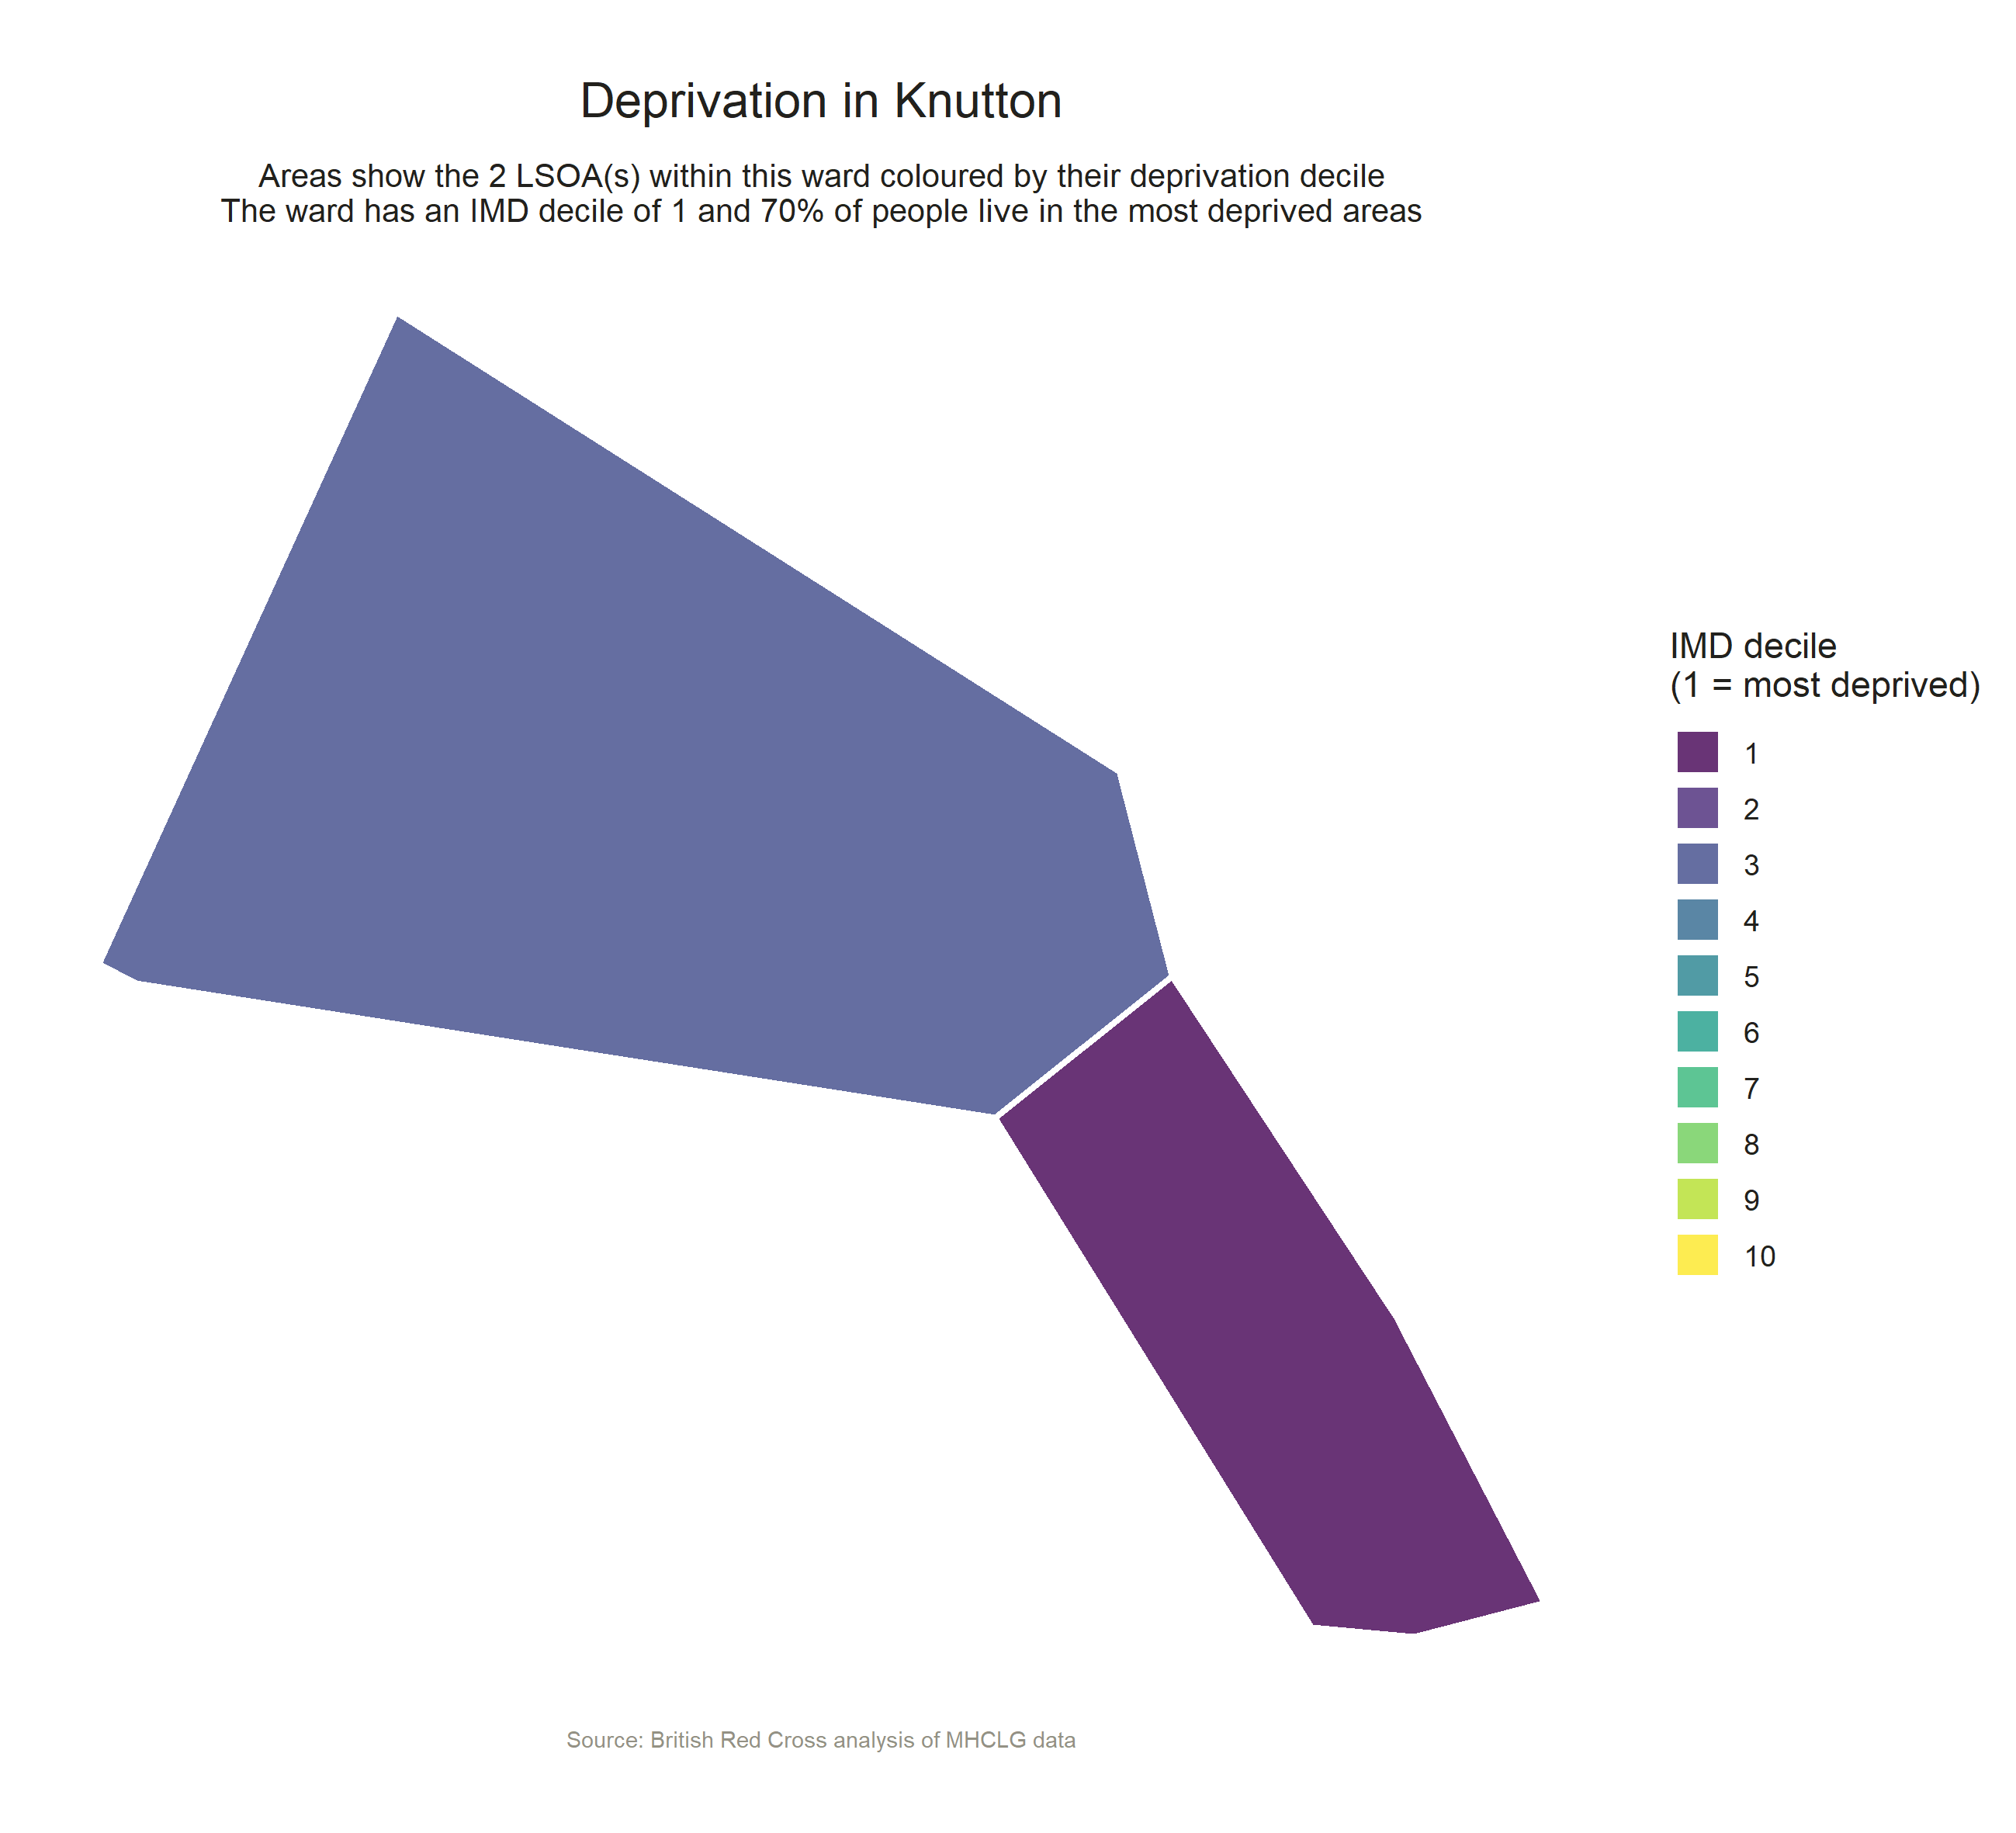 Deprivation in Knutton
Areas show the 2 LSOA(s) within this ward coloured by their deprivation decile
The ward has an IMD decile of 1 and 70% of people live in the most deprived areas
IMD decile
(1 = most deprived)
1
2
3
4
5
6
7
8
9
10
Source: British Red Cross analysis of MHCLG data